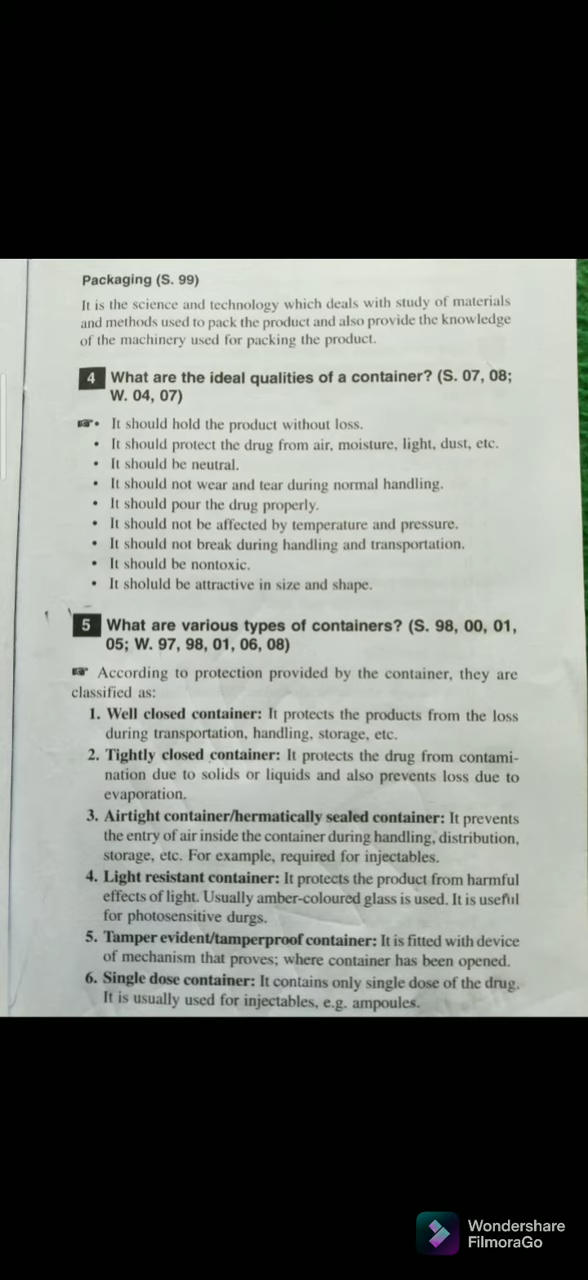 Packaging (S. 99)
It is the science and technology which deals with study of materials
and methods used to pack the product and also provide the knowledge
of the machinery used for packing the product.
4 What are the ideal qualities of a container? (S. 07, 08;
W. 04, 07)
☞• It should hold the product without loss.
• It should protect the drug from air, moisture, light, dust, etc.
• It should be neutral.
• It should not wear and tear during normal handling.
• It should pour the drug properly.
• It should not be affected by temperature and pressure.
• It should not break during handling and transportation.
• It should be nontoxic.
• It sholuld be attractive in size and shape.
5 What are various types of containers? (S. 98, 00, 01,
05; W. 97, 98, 01, 06, 08)
☞ According to protection provided by the container, they are
classified as:
1. Well closed container: It protects the products from the loss
during transportation, handling, storage, etc.
2. Tightly closed container: It protects the drug from contami-
nation due to solids or liquids and also prevents loss due to
evaporation.
3. Airtight container/hermatically sealed container: It prevents
the entry of air inside the container during handling, distribution,
storage, etc. For example, required for injectables.
4. Light resistant container: It protects the product from harmful
effects of light. Usually amber-coloured glass is used. It is useful
for photosensitive durgs.
5. Tamper evident/tamperproof container: It is fitted with device
of mechanism that proves; where container has been opened.
6. Single dose container: It contains only single dose of the drug.
It is usually used for injectables, e.g. ampoules.
Wondershare
FilmoraGo